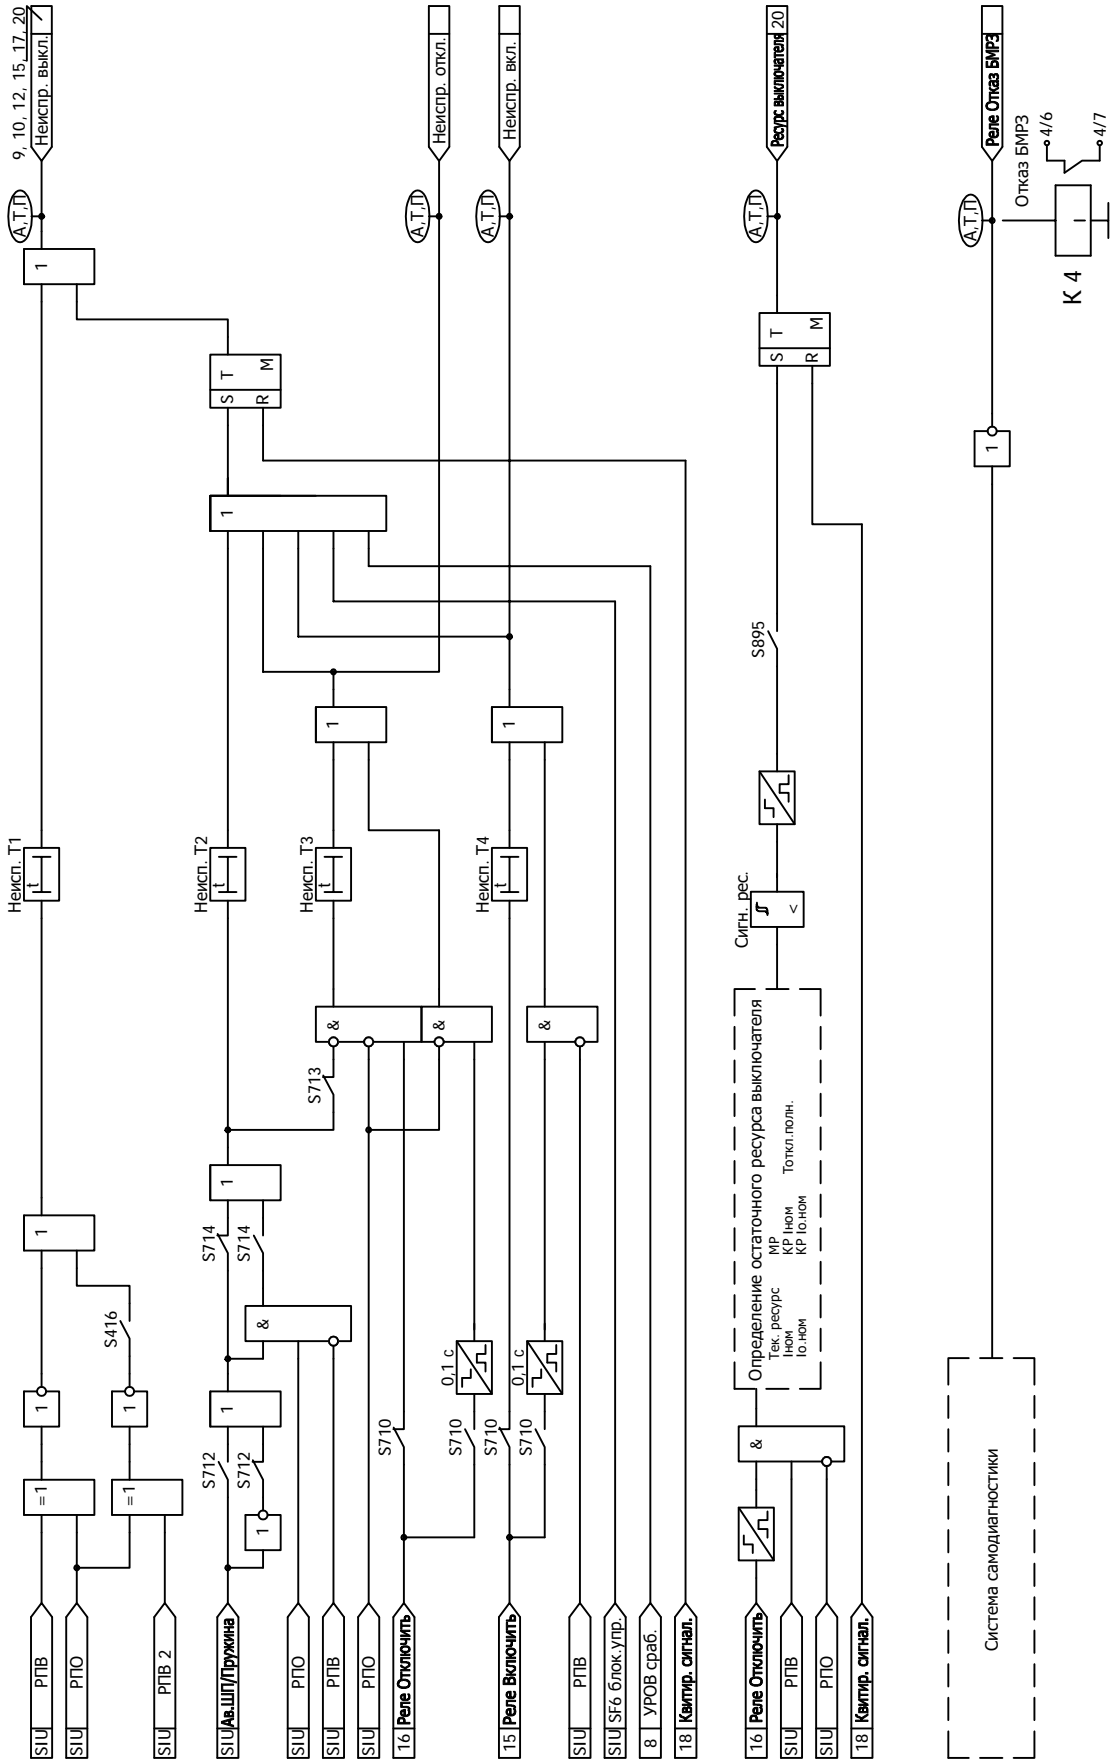 9, 10, 12, 15, 17, 20
Неиспр. выкл.
Неиспр. откл.
Неиспр. вкл.
Ресурс выключателя 20
Реле Отказ БМРЗ
А,Т,П
А,Т,П
А,Т,П
А,Т,П
А,Т,П
Отказ БМРЗ
4/6
4/7
К 4
1
S T
R M
S T
R M
1
1
S895
1
1
Неисп. Т1
t
Неисп. Т2
t
Неисп. Т3
t
Неисп. Т4
t
Сигн. рес.
<
&
&
&
S713
Определение остаточного ресурса выключателя
Тек. ресурс МР
Iном КР Iном Тоткл.полн.
Iо.ном КР Iо.ном
1
1
S714
S714
S416
&
0,1 с
0,1 с
1
1
1
S712
S712
S710
S710
S710
S710
&
=1
=1
1
Система самодиагностики
SIU РПВ
SIU РПО
SIU РПВ 2
SIU Ав.ШП/Пружина
SIU РПО
SIU РПВ
SIU РПО
16 Реле Отключить
15 Реле Включить
SIU РПВ
SIU SF6 блок.упр.
8 УРОВ сраб.
18 Квитир. сигнал.
16 Реле Отключить
SIU РПВ
SIU РПО
18 Квитир. сигнал.